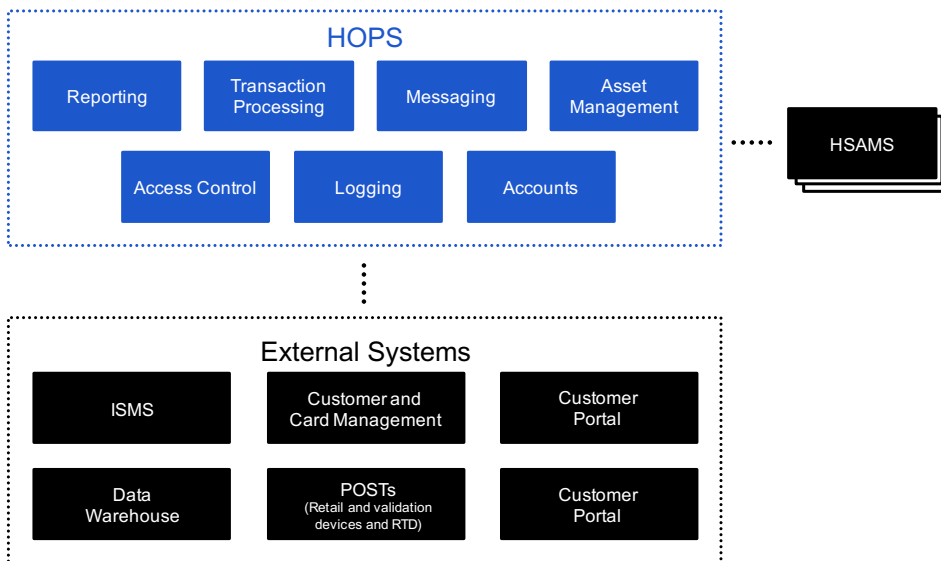 HOPS
Reporting
Transaction
Processing
Messaging
Asset
Management
HSAMS
Access Control
Logging
Accounts
External Systems
ISMS
Customer and
Card Management
Customer
Portal
Data
Warehouse
POSTs
(Retail and validation
devices and RTD)
Customer
Portal